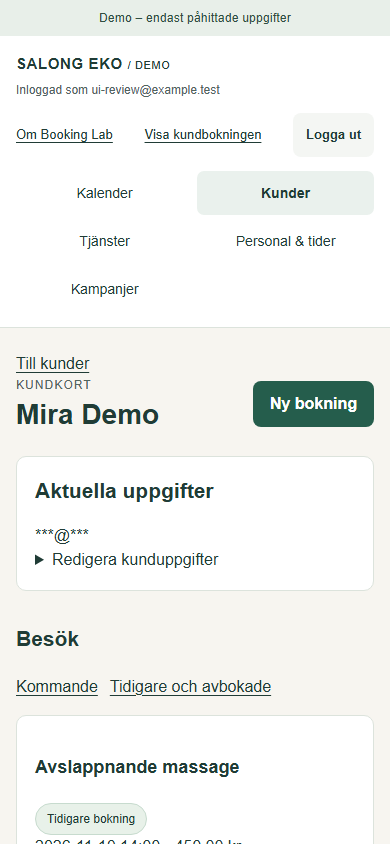 Demo – endast påhittade uppgifter
SALONG EKO / DEMO
Inloggad som ui-review@example.test
Om Booking Lab Visa kundbokningen Logga ut
Kalender Kunder
Tjänster Personal & tider
Kampanjer
Till kunder
KUNDKORT
Mira Demo
Ny bokning
Aktuella uppgifter
***@***
Redigera kunduppgifter
Besök
Kommande Tidigare och avbokade
Avslappnande massage
Tidigare bokning